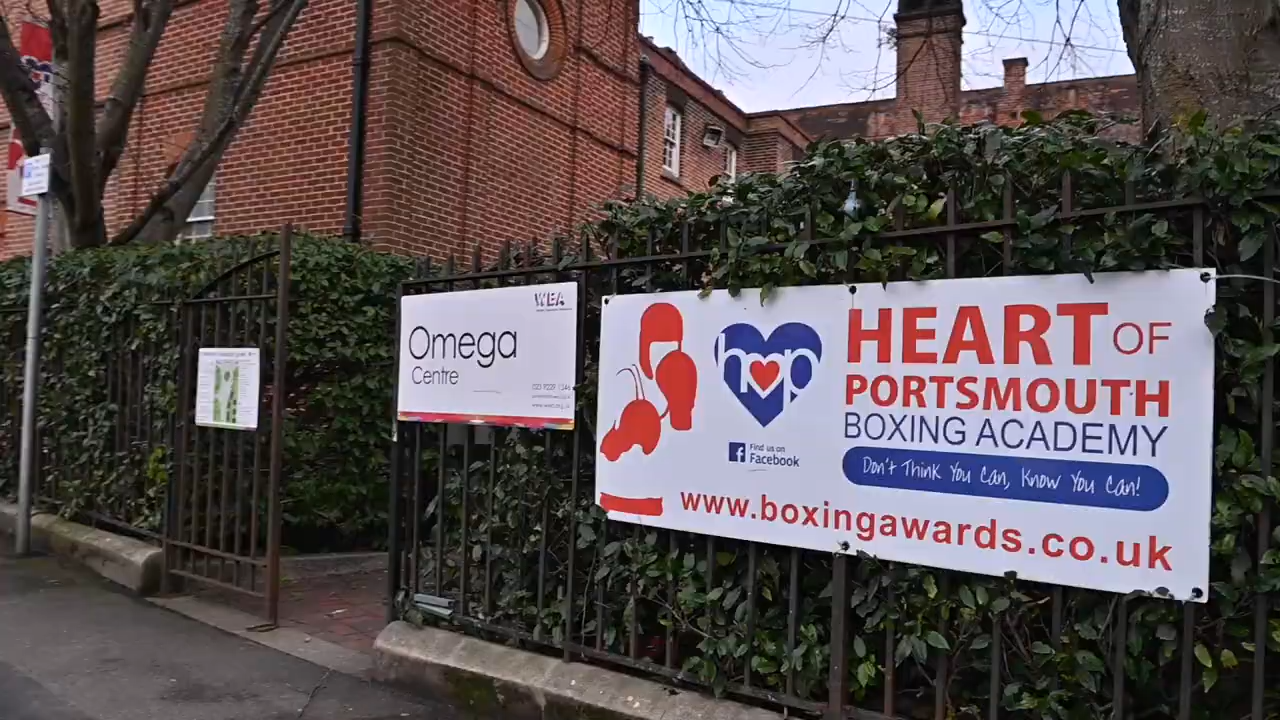 WEA
Omega
Centre
hop
Find us on
Facebook
HEART OF
PORTSMOUTH
BOXING ACADEMY
Don't Think You Can, Know You Can!
www.boxingawards.co.uk